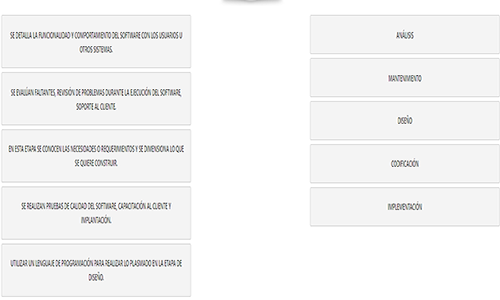 SE DETALLA LA FUNCIONALIDAD Y COMPORTAMIENTO DEL SOFTWARE CON LOS USUARIOS U
OTROS SISTEMAS.
SE EVALÚAN FALTANTES, REVISIÓN DE PROBLEMAS DURANTE LA EJECUCIÓN DEL SOFTWARE,
SOPORTE AL CLIENTE.
EN ESTA ETAPA SE CONOCEN LAS NECESIDADES O REQUERIMIENTOS Y SE DIMENSIONA LO QUE
SE QUIERE CONSTRUIR.
SE REALIZAN PRUEBAS DE CALIDAD DEL SOFTWARE, CAPACITACIÓN AL CLIENTE Y
IMPLANTACIÓN.
UTILIZAR UN LENGUAJE DE PROGRAMACIÓN PARA REALIZAR LO PLASMADO EN LA ETAPA DE
DISEÑO.
ANÁLISIS
MANTENIMIENTO
DISEÑO
CODIFICACIÓN
IMPLEVENTACIÓN